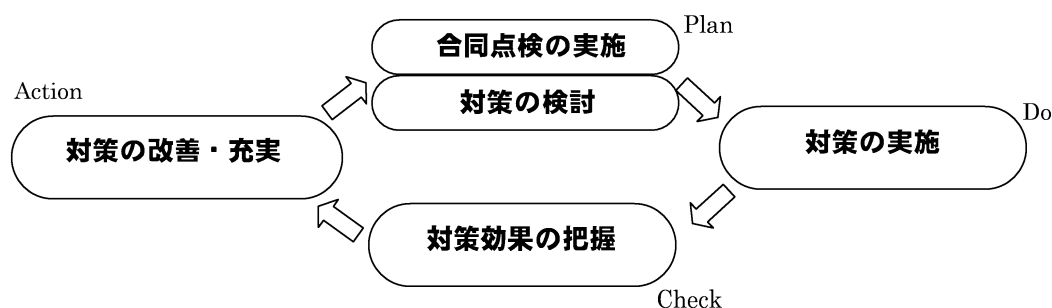 Plan
合同点検の実施
対策の検討
Action
対策の改善・充実
Do
対策の実施
対策効果の把握
Check